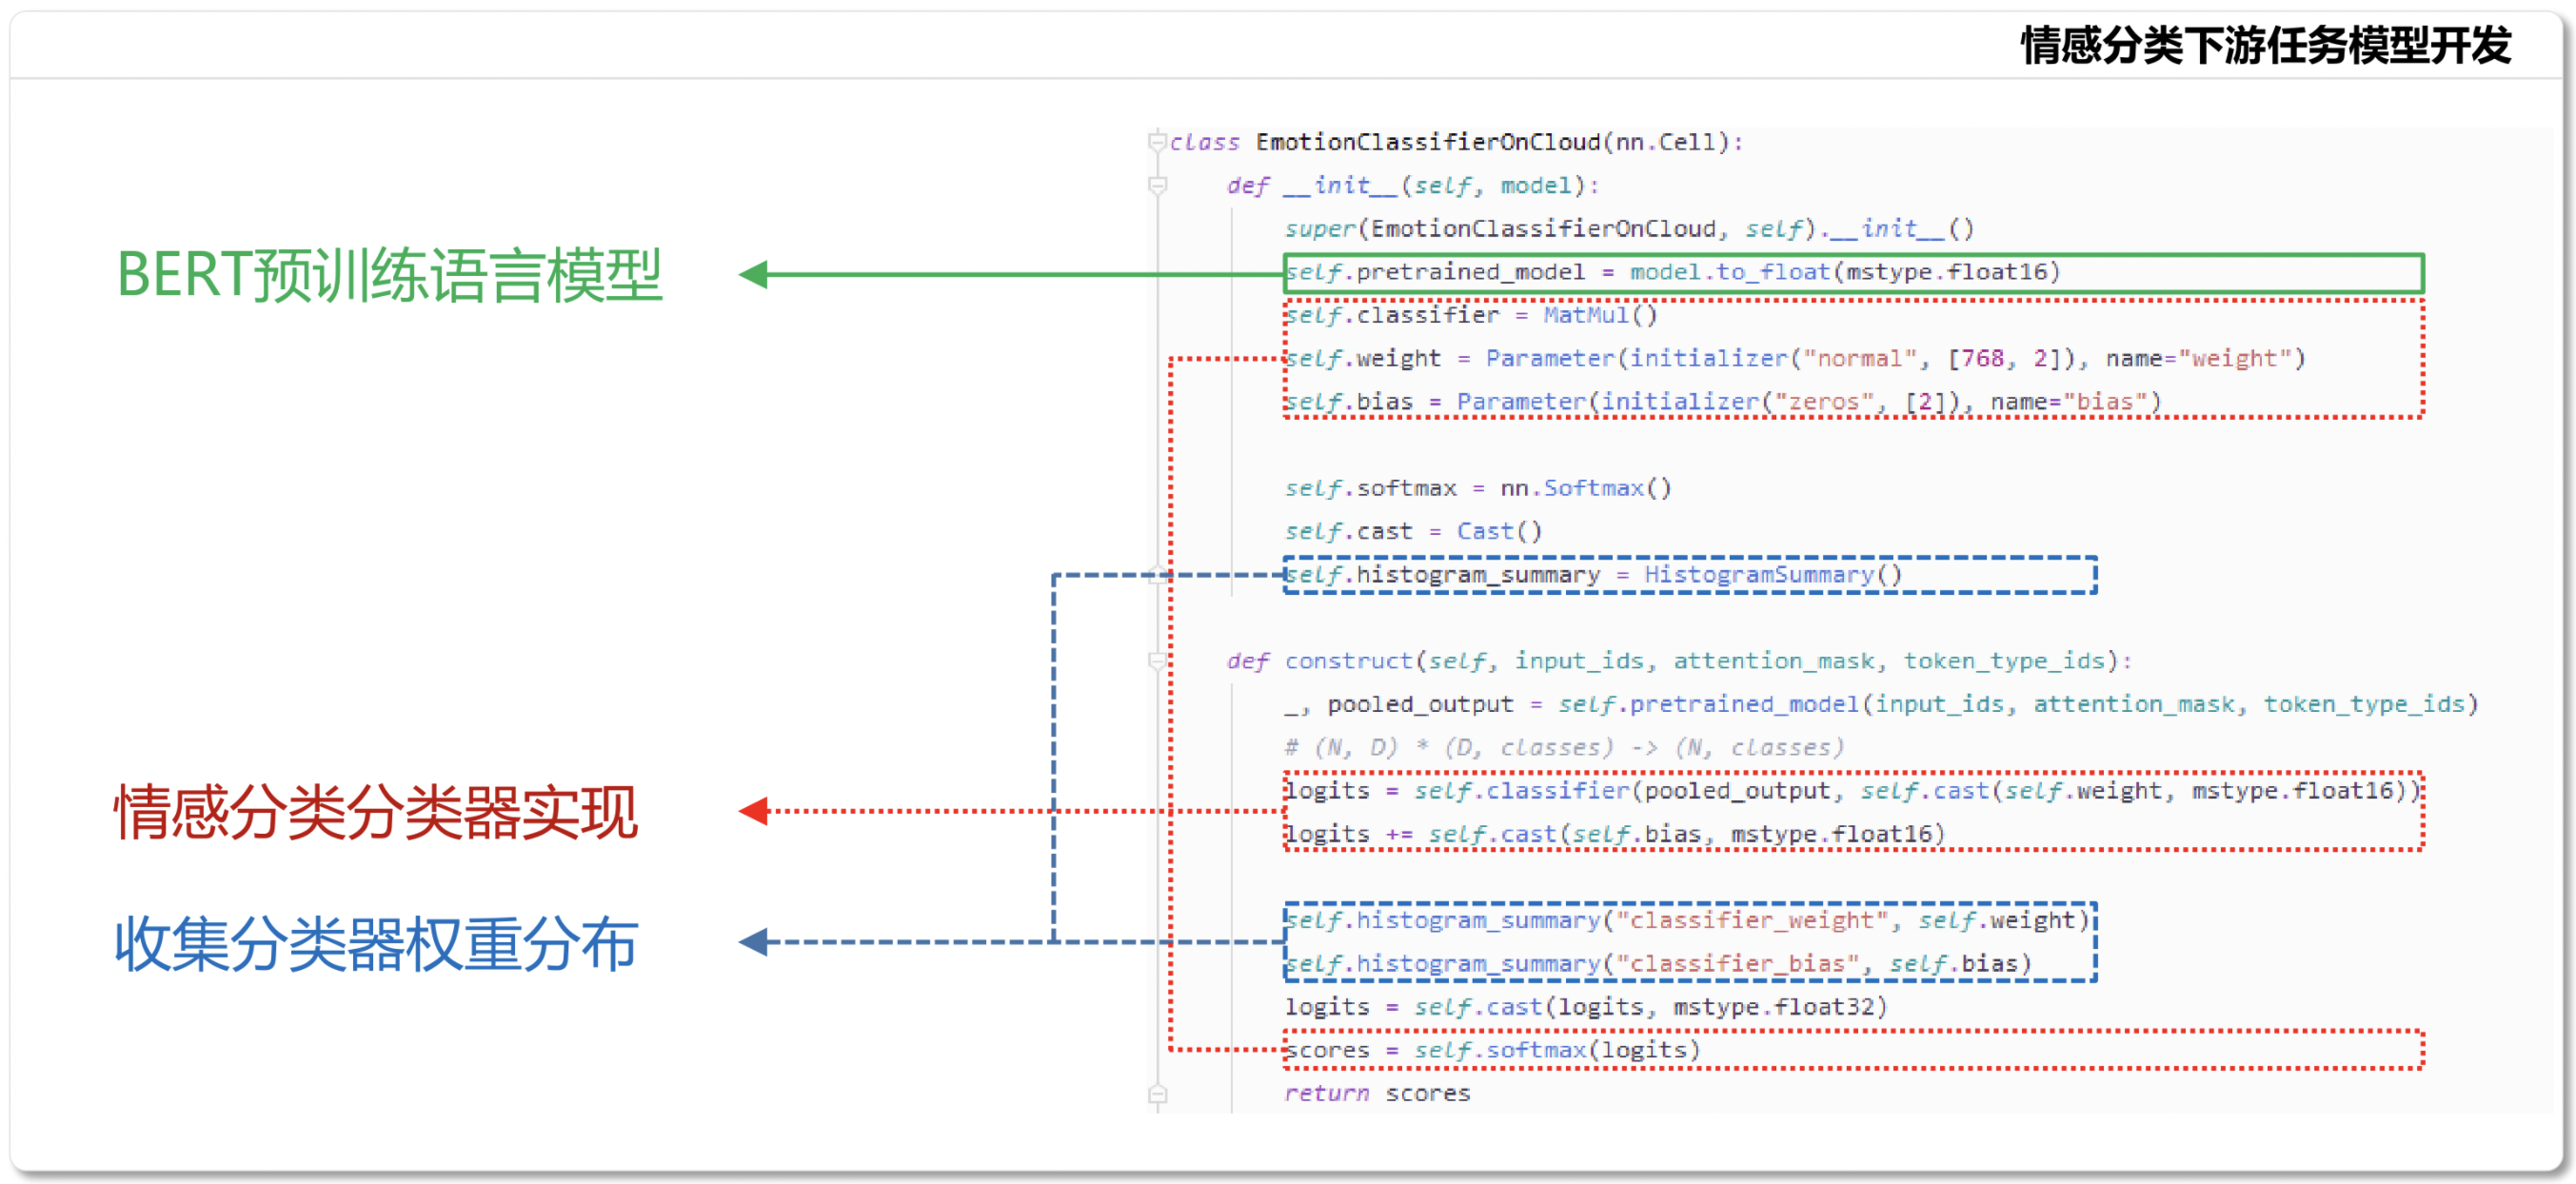 情感分类下游任务模型开发
class EmotionClassifierOnCloud(nn.Cell):
def __init__(self, model):
super(EmotionClassifierOnCloud, self).__init__()
BERT预训练语言模型
self.pretrained_model = model.to_float(mstype.float16)
self.classifier = MatMul()
self.weight = Parameter(initializer("normal", [768, 2]), name="weight")
self.bias = Parameter(initializer("zeros", [2]), name="bias")
self.softmax = nn.Softmax()
self.cast = Cast()
self.histogram_summary = HistogramSummary()
def construct(self, input_ids, attention_mask, token_type_ids):
_, pooled_output = self.pretrained_model(input_ids, attention_mask, token_type_ids)
# (N, D) * (D, classes) -> (N, classes)
情感分类分类器实现
logits = self.classifier(pooled_output, self.cast(self.weight, mstype.float16))
logits += self.cast(self.bias, mstype.float16)
收集分类器权重分布
self.histogram_summary("classifier_weight", self.weight)
self.histogram_summary("classifier_bias", self.bias)
logits = self.cast(logits, mstype.float32)
scores = self.softmax(logits)
return scores